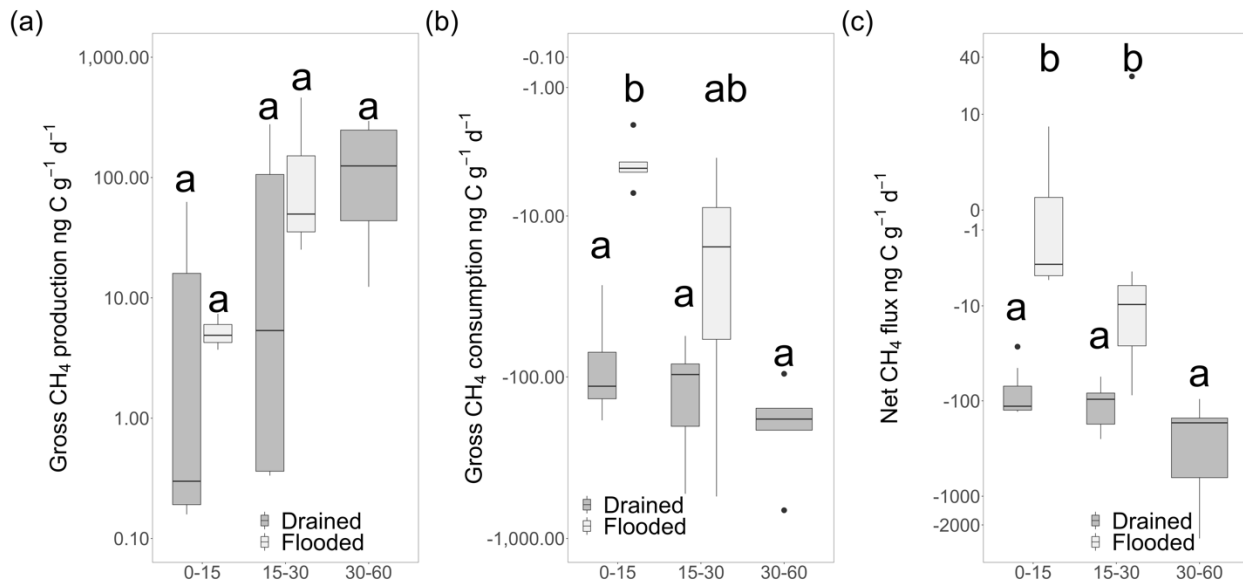 (a)
Gross CH₄ production ng C g⁻¹ d⁻¹
1,000.00
100.00
10.00
1.00
0.10
a
a
a
a
a
Drained
Flooded
0-15
15-30
30-60
(b)
Gross CH₄ consumption ng C g⁻¹ d⁻¹
-0.10
-1.00
-10.00
-100.00
-1,000.00
a
b
a
ab
a
Drained
Flooded
0-15
15-30
30-60
(c)
Net CH₄ flux ng C g⁻¹ d⁻¹
40
10
0
-1
-10
-100
-1000
-2000
a
b
a
b
a
Drained
Flooded
0-15
15-30
30-60